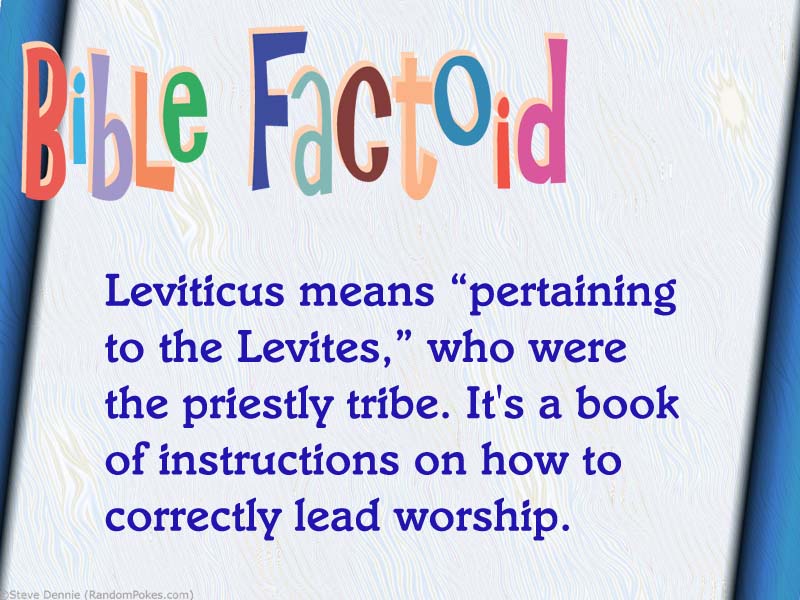 Bible Factoid
Leviticus means “pertaining
to the Levites,” who were
the priestly tribe. It's a book
of instructions on how to
correctly lead worship.
©Steve Dennie (RandomPokes.com)